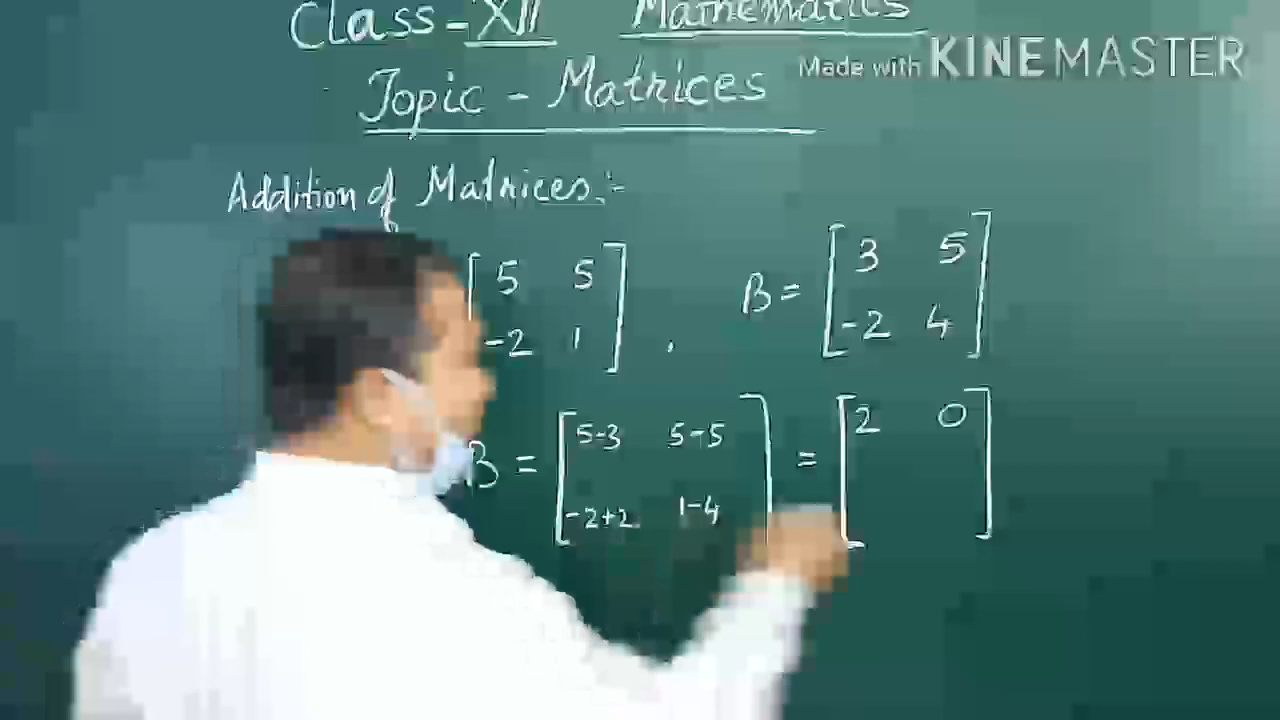 Class-XII Mathematics
Made with KINEMASTER
Topic - Matrices
Addition of Matrices:-
[5 5
-2 1] , B = [3 5
-2 4]
B = [5-3 5-5
-2+2 1-4] = [2 0]